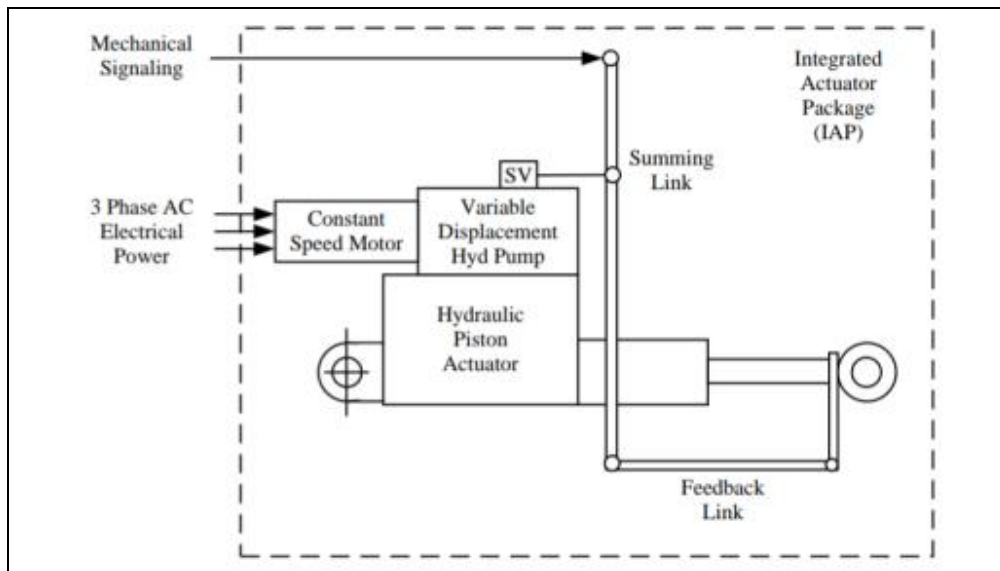 Mechanical
Signaling
Integrated
Actuator
Package
(IAP)
Summing
Link
SV
3 Phase AC
Electrical
Power
Constant
Speed Motor
Variable
Displacement
Hyd Pump
Hydraulic
Piston
Actuator
Feedback
Link